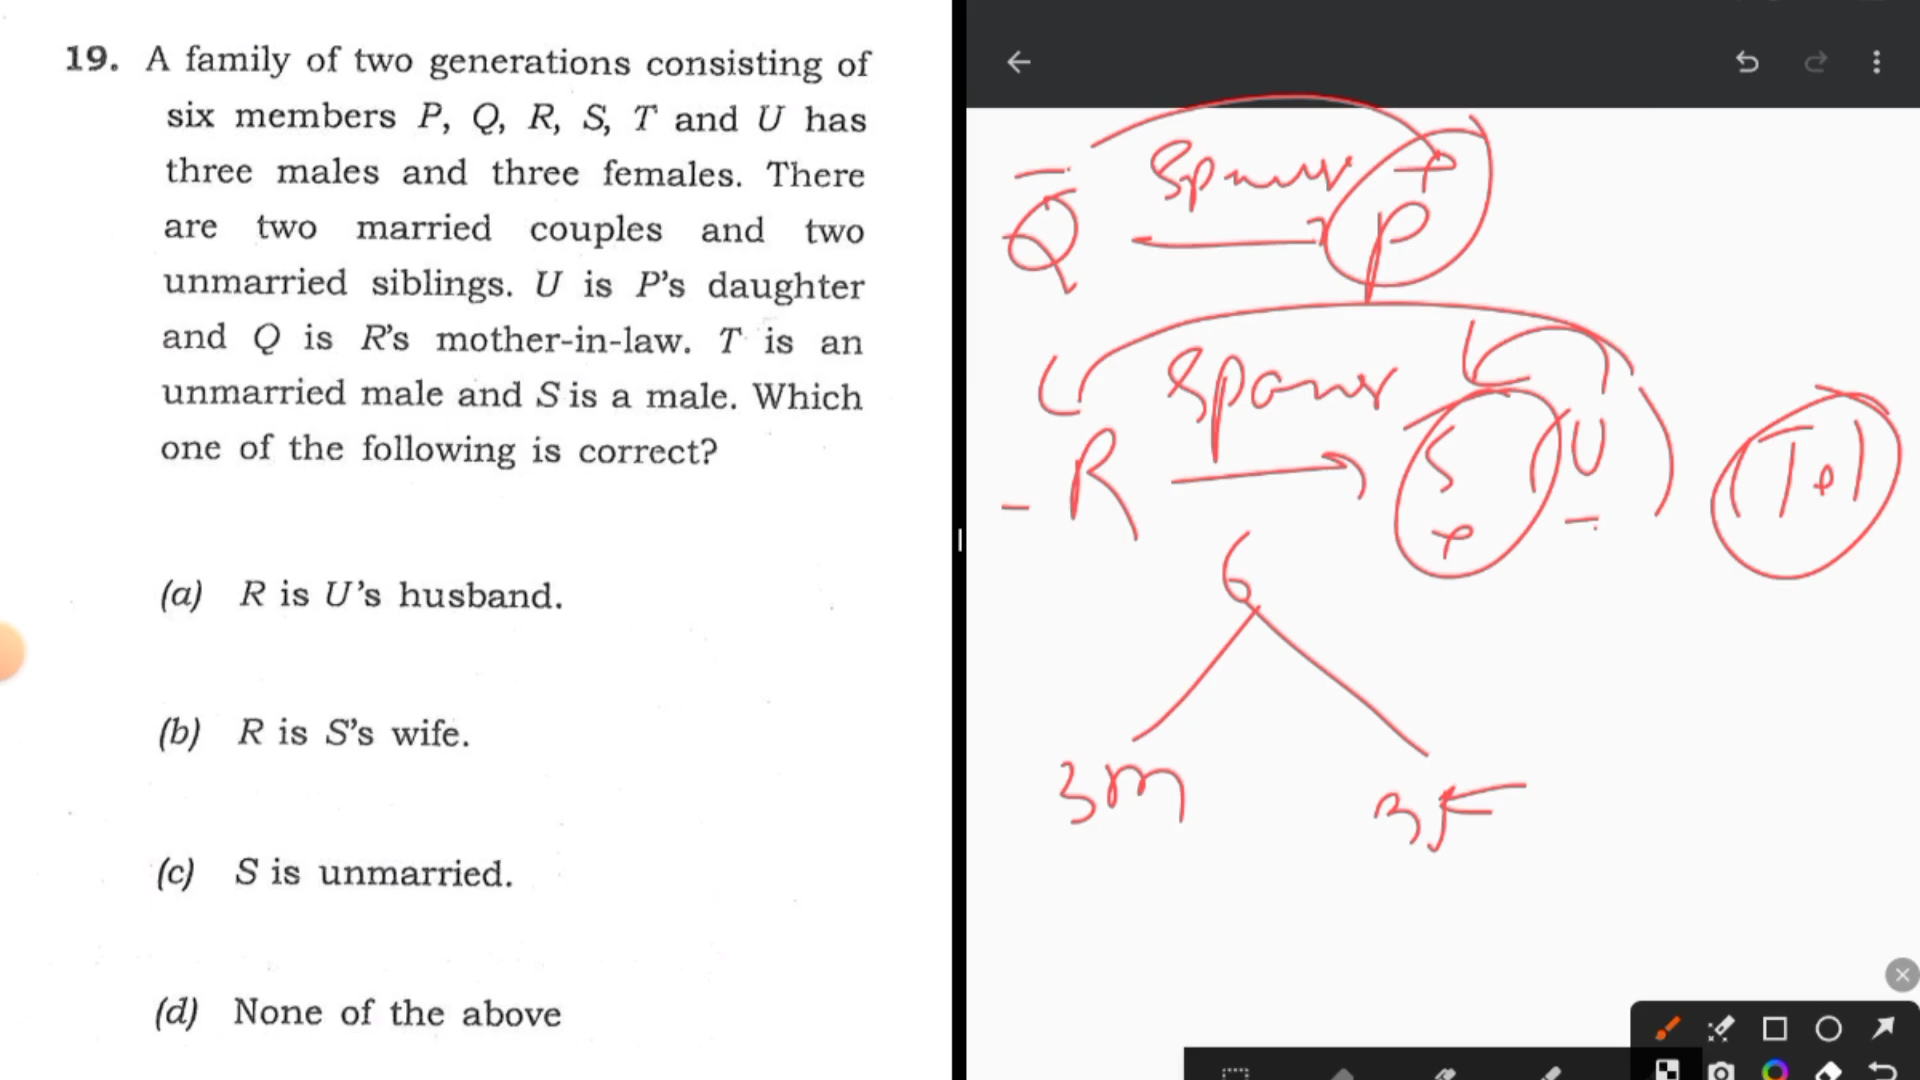 19. A family of two generations consisting of
six members P, Q, R, S, T and U has
three males and three females. There
are two married couples and two
unmarried siblings. U is P's daughter
and Q is R's mother-in-law. T is an
unmarried male and S is a male. Which
one of the following is correct?
(a) R is U's husband.
(b) R is S's wife.
(c) S is unmarried.
(d) None of the above
Q P
R S U T
6
3m 3F